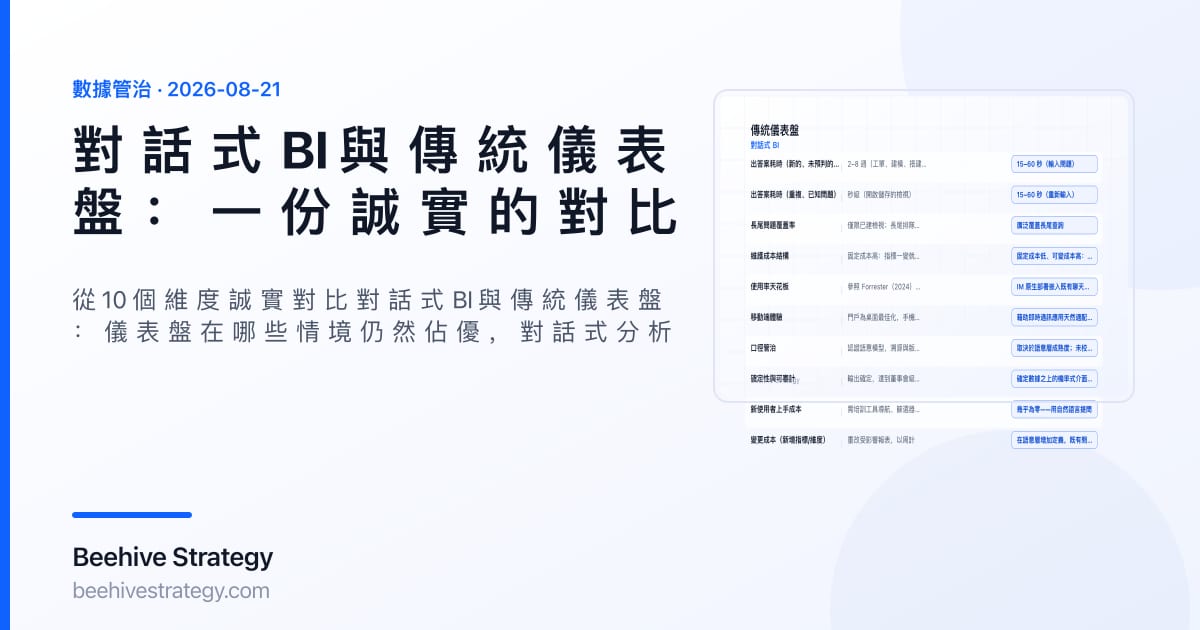 數據管治 · 2026-08-21
對話式BI與傳統儀表
盤：一份誠實的對比
從10個維度誠實對比對話式BI與傳統儀表盤
：儀表盤在哪些情境仍然佔優，對話式分析
Beehive Strategy
beehivestrategy.com
傳統儀表盤
對話式 BI
出答案耗時（新的、未預判的... 2–8 週（工單、建模、搭建... 15–60 秒（輸入問題）
出答案耗時（重複、已知問題） 秒級（開啟儲存的檢視） 15–60 秒（重新輸入）
長尾問題覆蓋率 僅限已建檢視；長尾排隊... 廣泛覆蓋長尾查詢
維護成本結構 固定成本高：指標一變就... 固定成本低、可變成本高：...
使用率天花板 參照 Forrester（2024）... IM 原生部署嵌入既有聊天...
移動端體驗 門戶為桌面最佳化，手機... 藉助即時通訊應用天然適配...
口徑管治 認證語意模型，溯源與版... 取決於語意層成熟度；未校...
確定性與可審計 輸出確定，達到董事會級... 確定數據之上的機率式介面...
新使用者上手成本 需培訓工具導航、篩選器... 幾乎為零——用自然語言提問
變更成本（新增指標/維度） 重改受影響報表，以周計 在語意層增加定義，既有對...